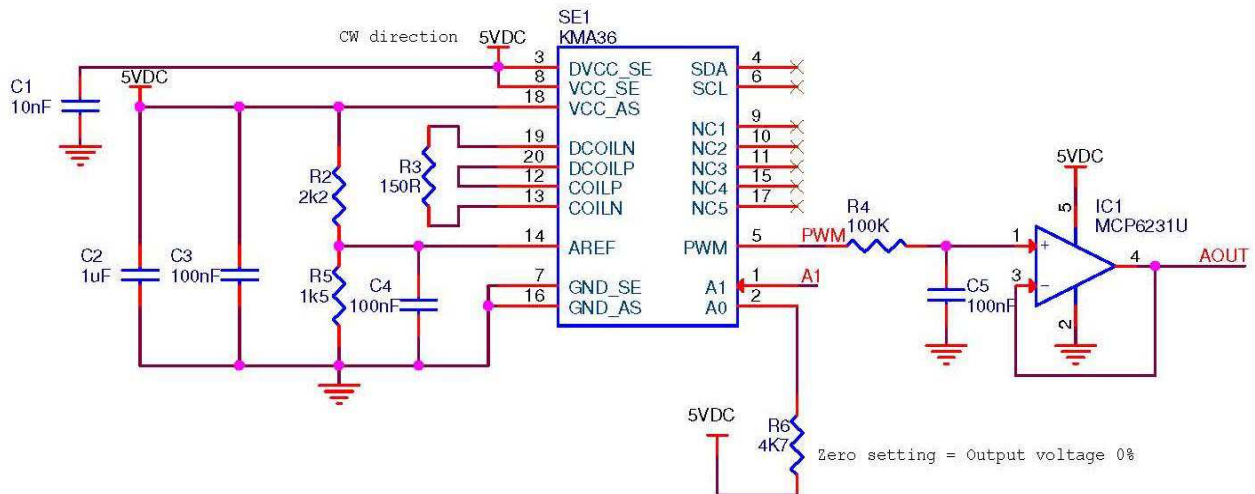 SE1
KMA36
CW direction
5VDC
3 DVCC_SE SDA 4
8 VCC_SE SCL 6
18 VCC_AS
C1
10nF
5VDC
NC1 9
19 DCOILN NC2 10
20 DCOILP NC3 11
12 COILP NC4 15
13 COILN NC5 17
R3
150R
R2
2k2
5VDC
R4
100K
IC1
MCP6231U
14 AREF PWM 5 PWM
1 + 5
4 AOUT
3 -
2
C2
1uF
C3
100nF
R5
1k5
C4
100nF
7 GND_SE A1 1 A1
16 GND_AS A0 2
C5
100nF
5VDC
R6
4K7
Zero setting = Output voltage 0%